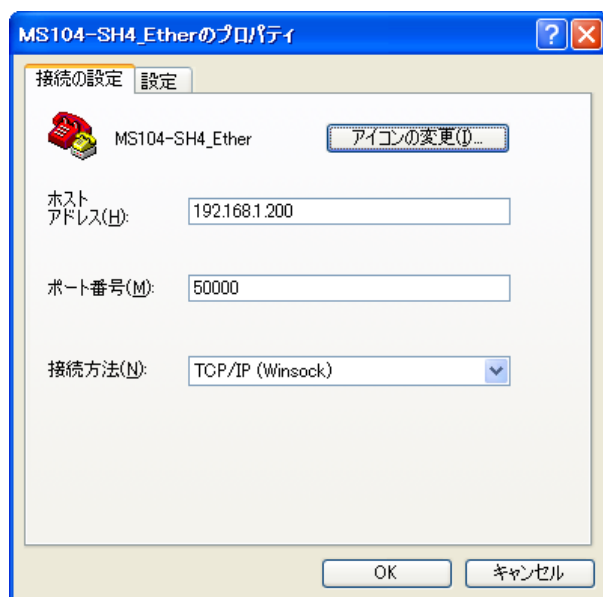 MS104-SH4_Etherのプロパティ
接続の設定 設定
MS104-SH4_Ether アイコンの変更(I)...
ホスト
アドレス(H): 192.168.1.200
ポート番号(M): 50000
接続方法(N): TCP/IP (Winsock)
OK キャンセル